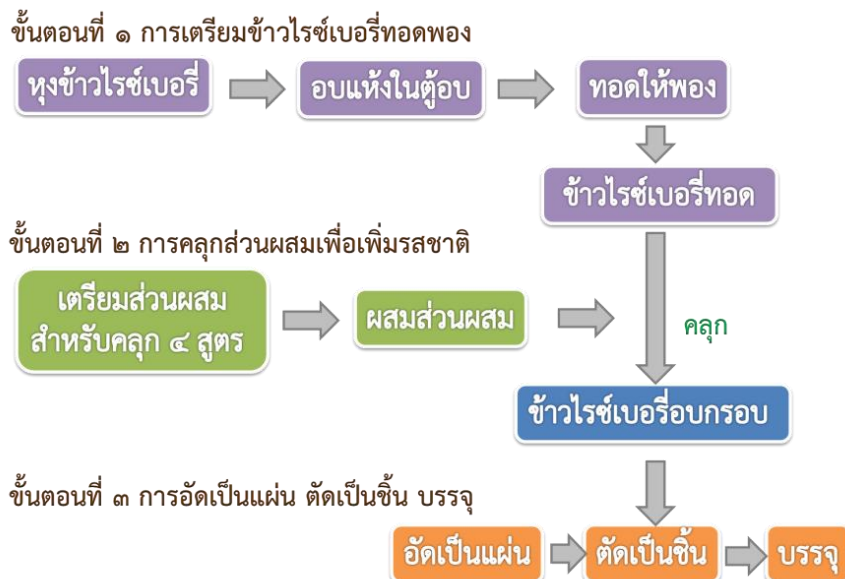 ขั้นตอนที่ ๑ การเตรียมข้าวไรซ์เบอรี่ทอดพอง
หุงข้าวไรซ์เบอรี่
อบแห้งในตู้อบ
ทอดให้พอง
ข้าวไรซ์เบอรี่ทอด
ขั้นตอนที่ ๒ การคลุกส่วนผสมเพื่อเพิ่มรสชาติ
เตรียมส่วนผสม
สำหรับคลุก ๔ สูตร
ผสมส่วนผสม
คลุก
ข้าวไรซ์เบอรี่อบกรอบ
ขั้นตอนที่ ๓ การอัดเป็นแผ่น ตัดเป็นชิ้น บรรจุ
อัดเป็นแผ่น
ตัดเป็นชิ้น
บรรจุ